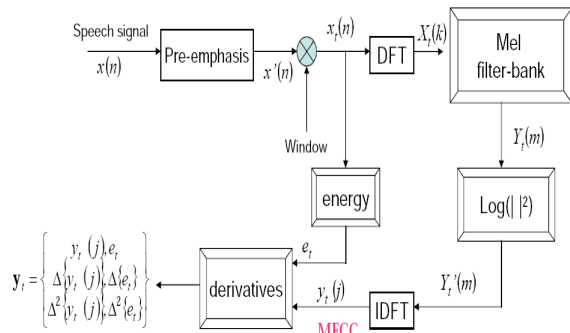 Speech signal
x(n)
Pre-emphasis
x'(n)
Window
x_t(n)
DFT
X_t(k)
Mel
filter-bank
Y_t(m)
Log(| |²)
Y_t'(m)
IDFT
y_t(j)
MFCC
energy
e_t
derivatives
y_t = { y_t(j), e_t
Δ{y_t(j)}, Δ{e_t}
Δ²{y_t(j)}, Δ²{e_t} }